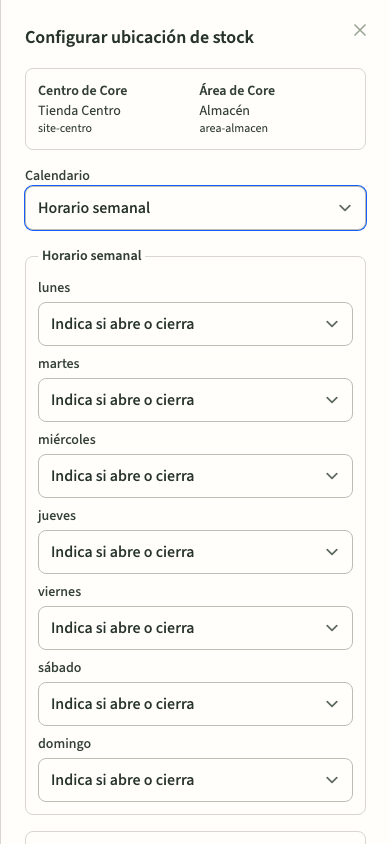 Configurar ubicación de stock
Centro de Core
Tienda Centro
site-centro
Área de Core
Almacén
area-almacen
Calendario
Horario semanal
Horario semanal
lunes
Indica si abre o cierra
martes
Indica si abre o cierra
miércoles
Indica si abre o cierra
jueves
Indica si abre o cierra
viernes
Indica si abre o cierra
sábado
Indica si abre o cierra
domingo
Indica si abre o cierra